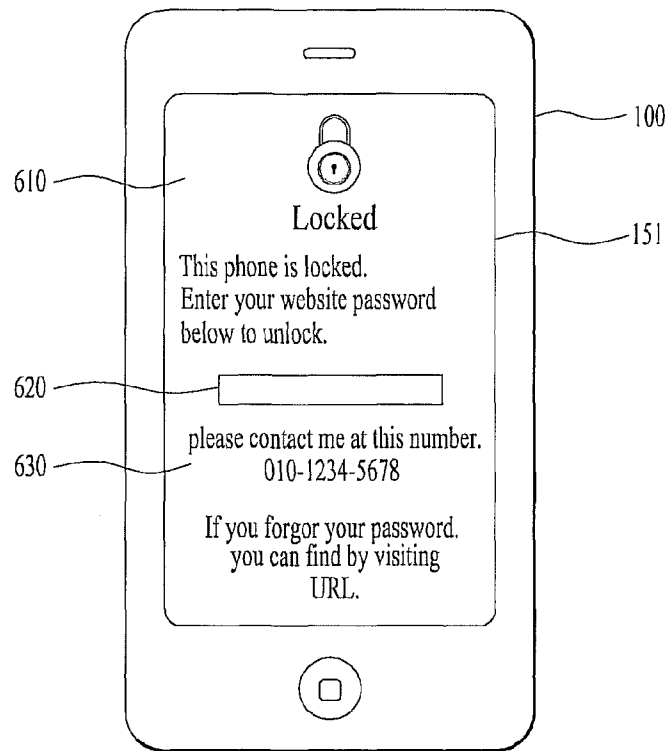 100
610
Locked
151
This phone is locked.
Enter your website password
below to unlock.
620
please contact me at this number.
630
010-1234-5678
If you forgor your password.
you can find by visiting
URL.